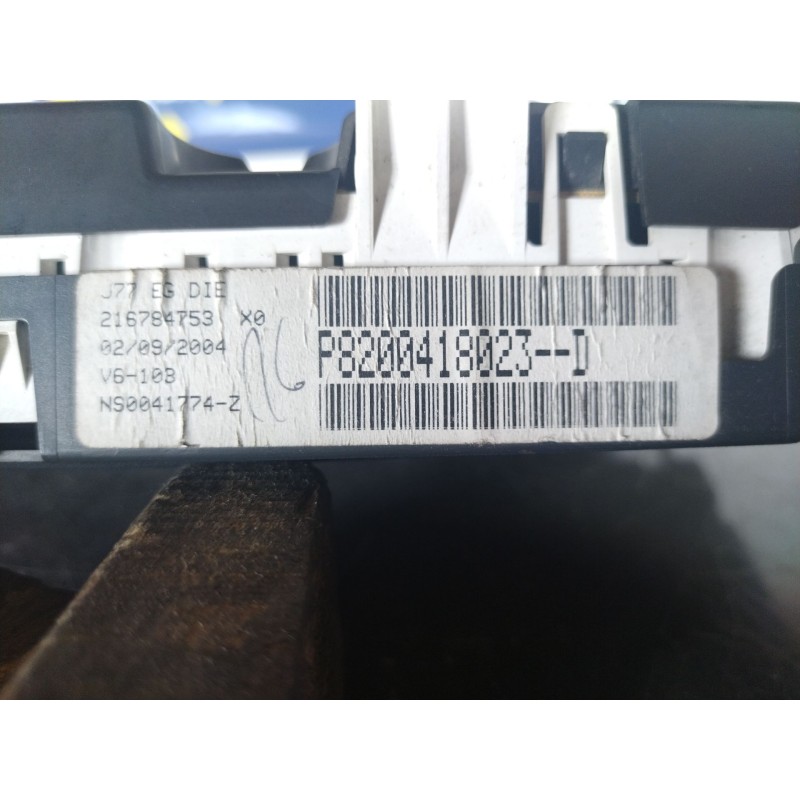 J77 EG DIE
216784753 X0
02/09/2004
V6-103
NS0041774-Z
P8200418023--D